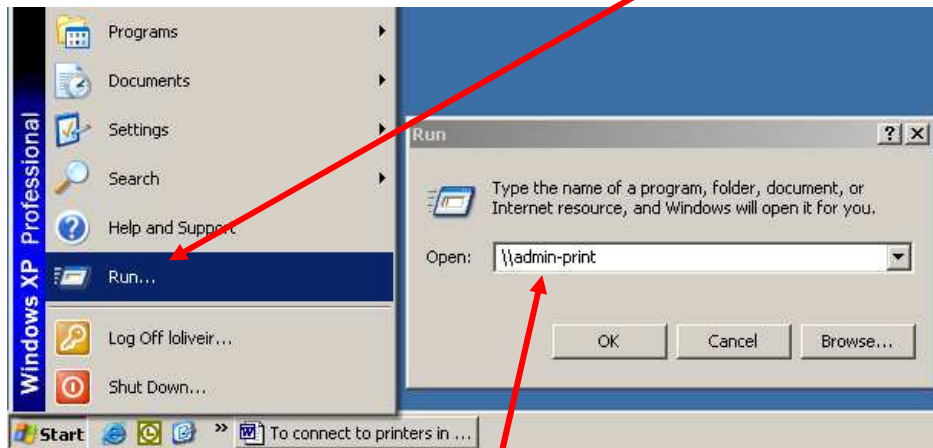 Windows XP Professional
Programs
Documents
Settings
Search
Help and Support
Run...
Log Off loliveir...
Shut Down...
Run
Type the name of a program, folder, document, or
Internet resource, and Windows will open it for you.
Open: \\admin-print
OK Cancel Browse...
Start » To connect to printers in ...